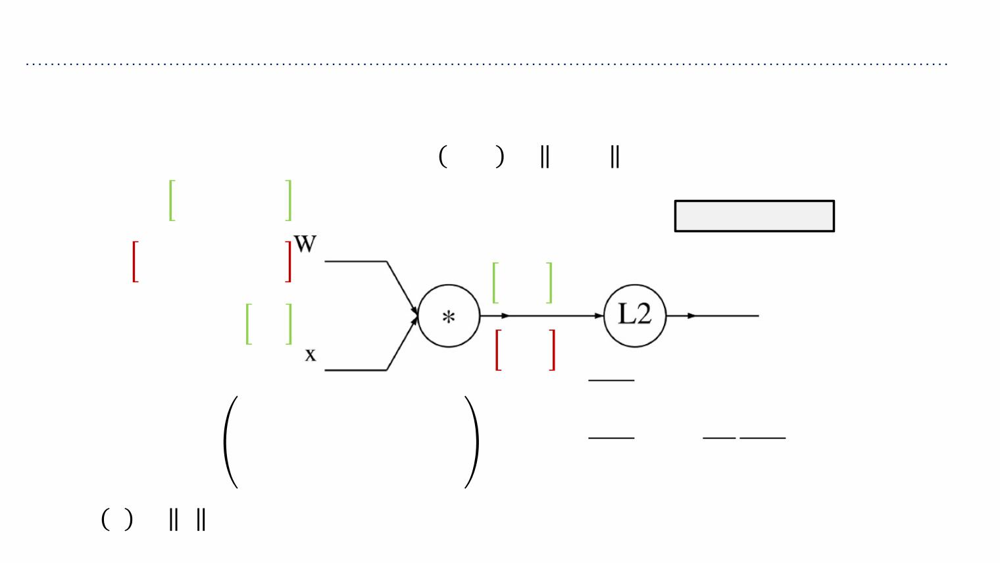 ( ) ‖ ‖
[ ]
[ ] W
[ ]
[ ]
* L2
x
[ ]
( )
( ) ‖ ‖